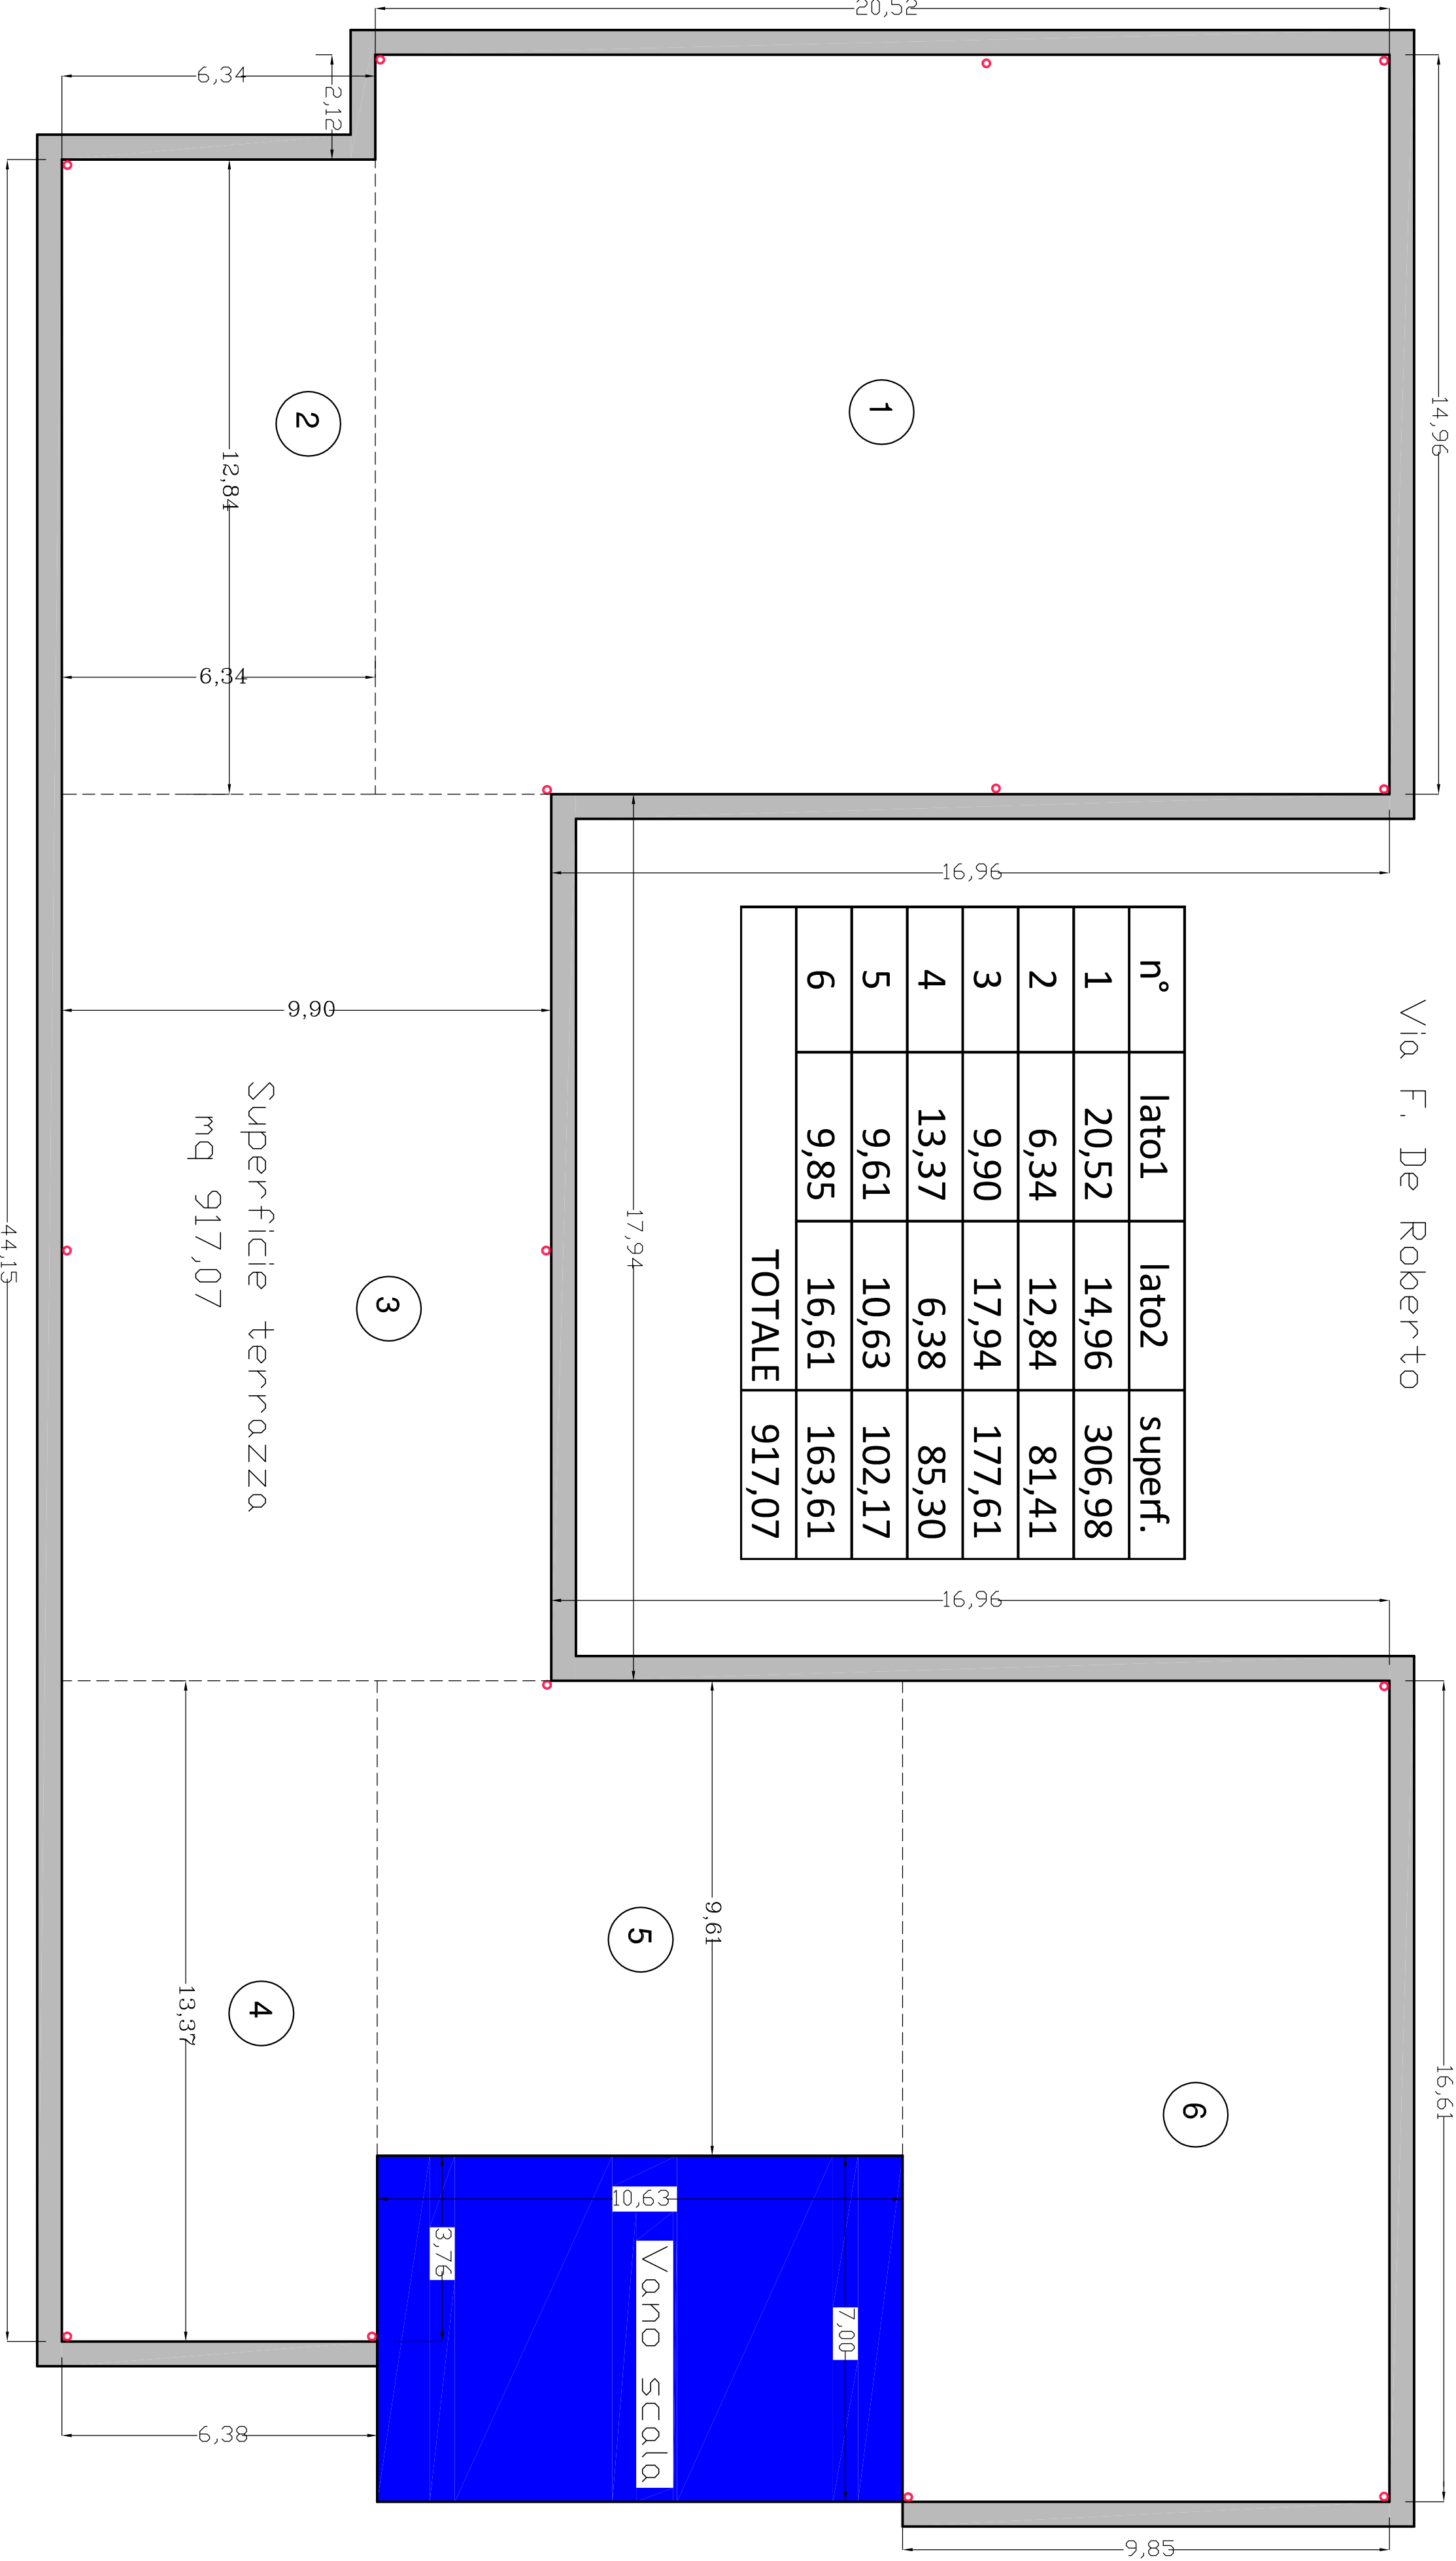 Via F. De Roberto
n° lato1 lato2 superf.
1 20,52 14,96 306,98
2 6,34 12,84 81,41
3 9,90 17,94 177,61
4 13,37 6,38 85,30
5 9,61 10,63 102,17
6 9,85 16,61 163,61
TOTALE 917,07
Superficie terrazza
mq 917,07
Vano scala
20,52
14,96
6,34
2,12
12,84
6,34
16,96
9,90
17,94
44,15
16,96
16,61
9,61
13,37
10,63
3,76
7,00
6,38
9,85
1
2
3
4
5
6